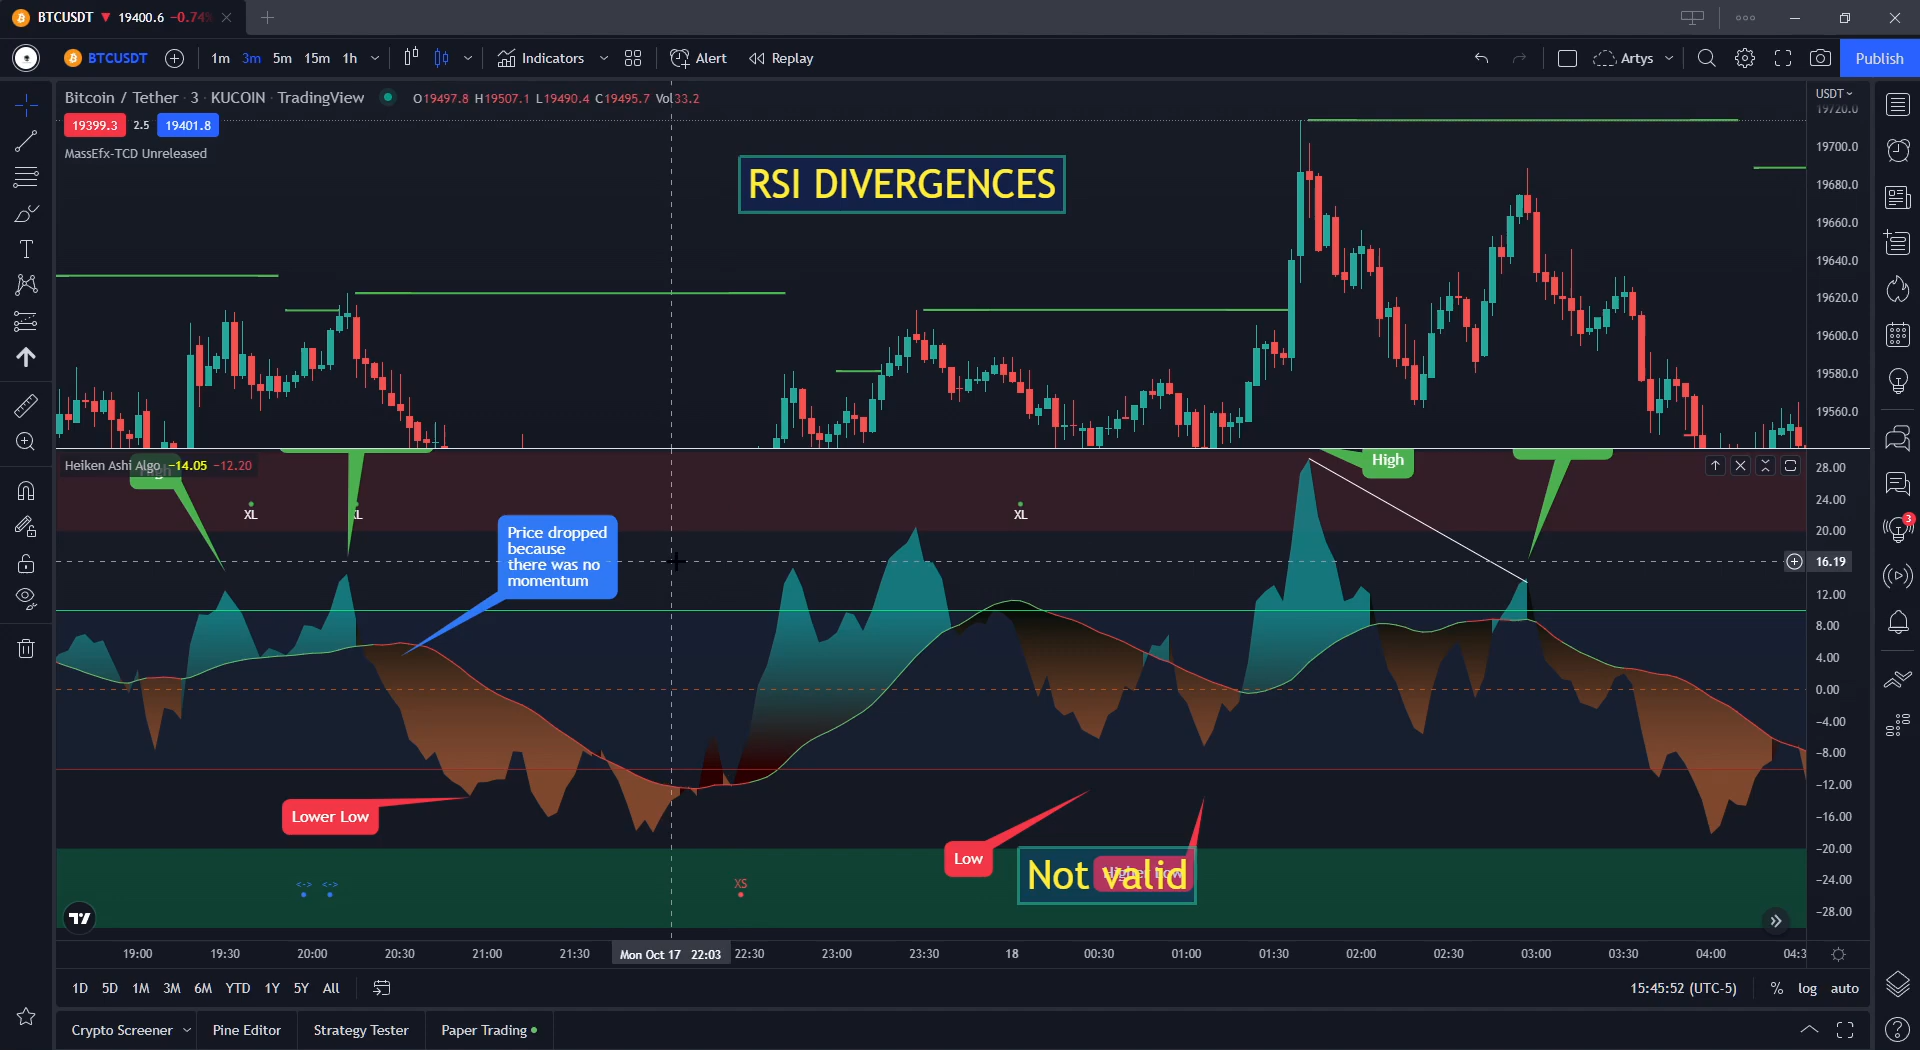 BTCUSDT ▼ 19400.6 −0.74%
BTCUSDT 1m 3m 5m 15m 1h Indicators Alert Replay Artys Publish
Bitcoin / Tether · 3 · KUCOIN · TradingView O19497.8 H19507.1 L19490.4 C19495.7 Vol33.2
USDT
19720.0
19399.3 2.5 19401.8
MassEfx-TCD Unreleased
RSI DIVERGENCES
19700.0
19680.0
19660.0
19640.0
19620.0
19600.0
19580.0
19560.0
Heiken Ashi Algo −14.05 −12.20
High
High
28.00
24.00
20.00
XL
XL
XL
Price dropped
because
there was no
momentum
16.19
12.00
8.00
4.00
0.00
−4.00
−8.00
−12.00
−16.00
−20.00
−24.00
−28.00
Lower Low
Low
Not valid
Higher Low
<-> <->
XS
3
19:00 19:30 20:00 20:30 21:00 21:30 Mon Oct 17 22:03 22:30 23:00 23:30 18 00:30 01:00 01:30 02:00 02:30 03:00 03:30 04:00 04:3
1D 5D 1M 3M 6M YTD 1Y 5Y All 15:45:52 (UTC-5) % log auto
Crypto Screener Pine Editor Strategy Tester Paper Trading